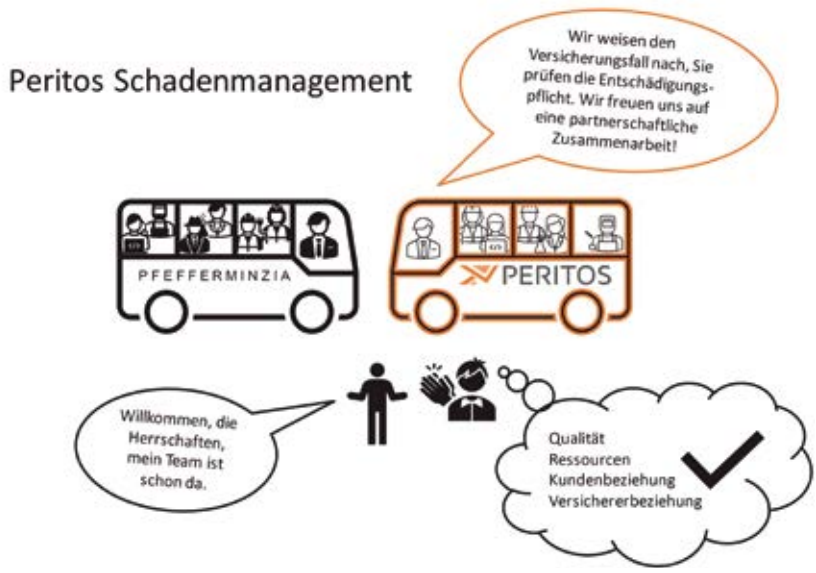 Peritos Schadenmanagement
Wir weisen den
Versicherungsfall nach, Sie
prüfen die Entschädigungs-
pflicht. Wir freuen uns auf
eine partnerschaftliche
Zusammenarbeit!
</>
</>
PFEFFERMINZIA
PERITOS
Willkommen, die
Herrschaften,
mein Team ist
schon da.
Qualität
Ressourcen
Kundenbeziehung
Versichererbeziehung